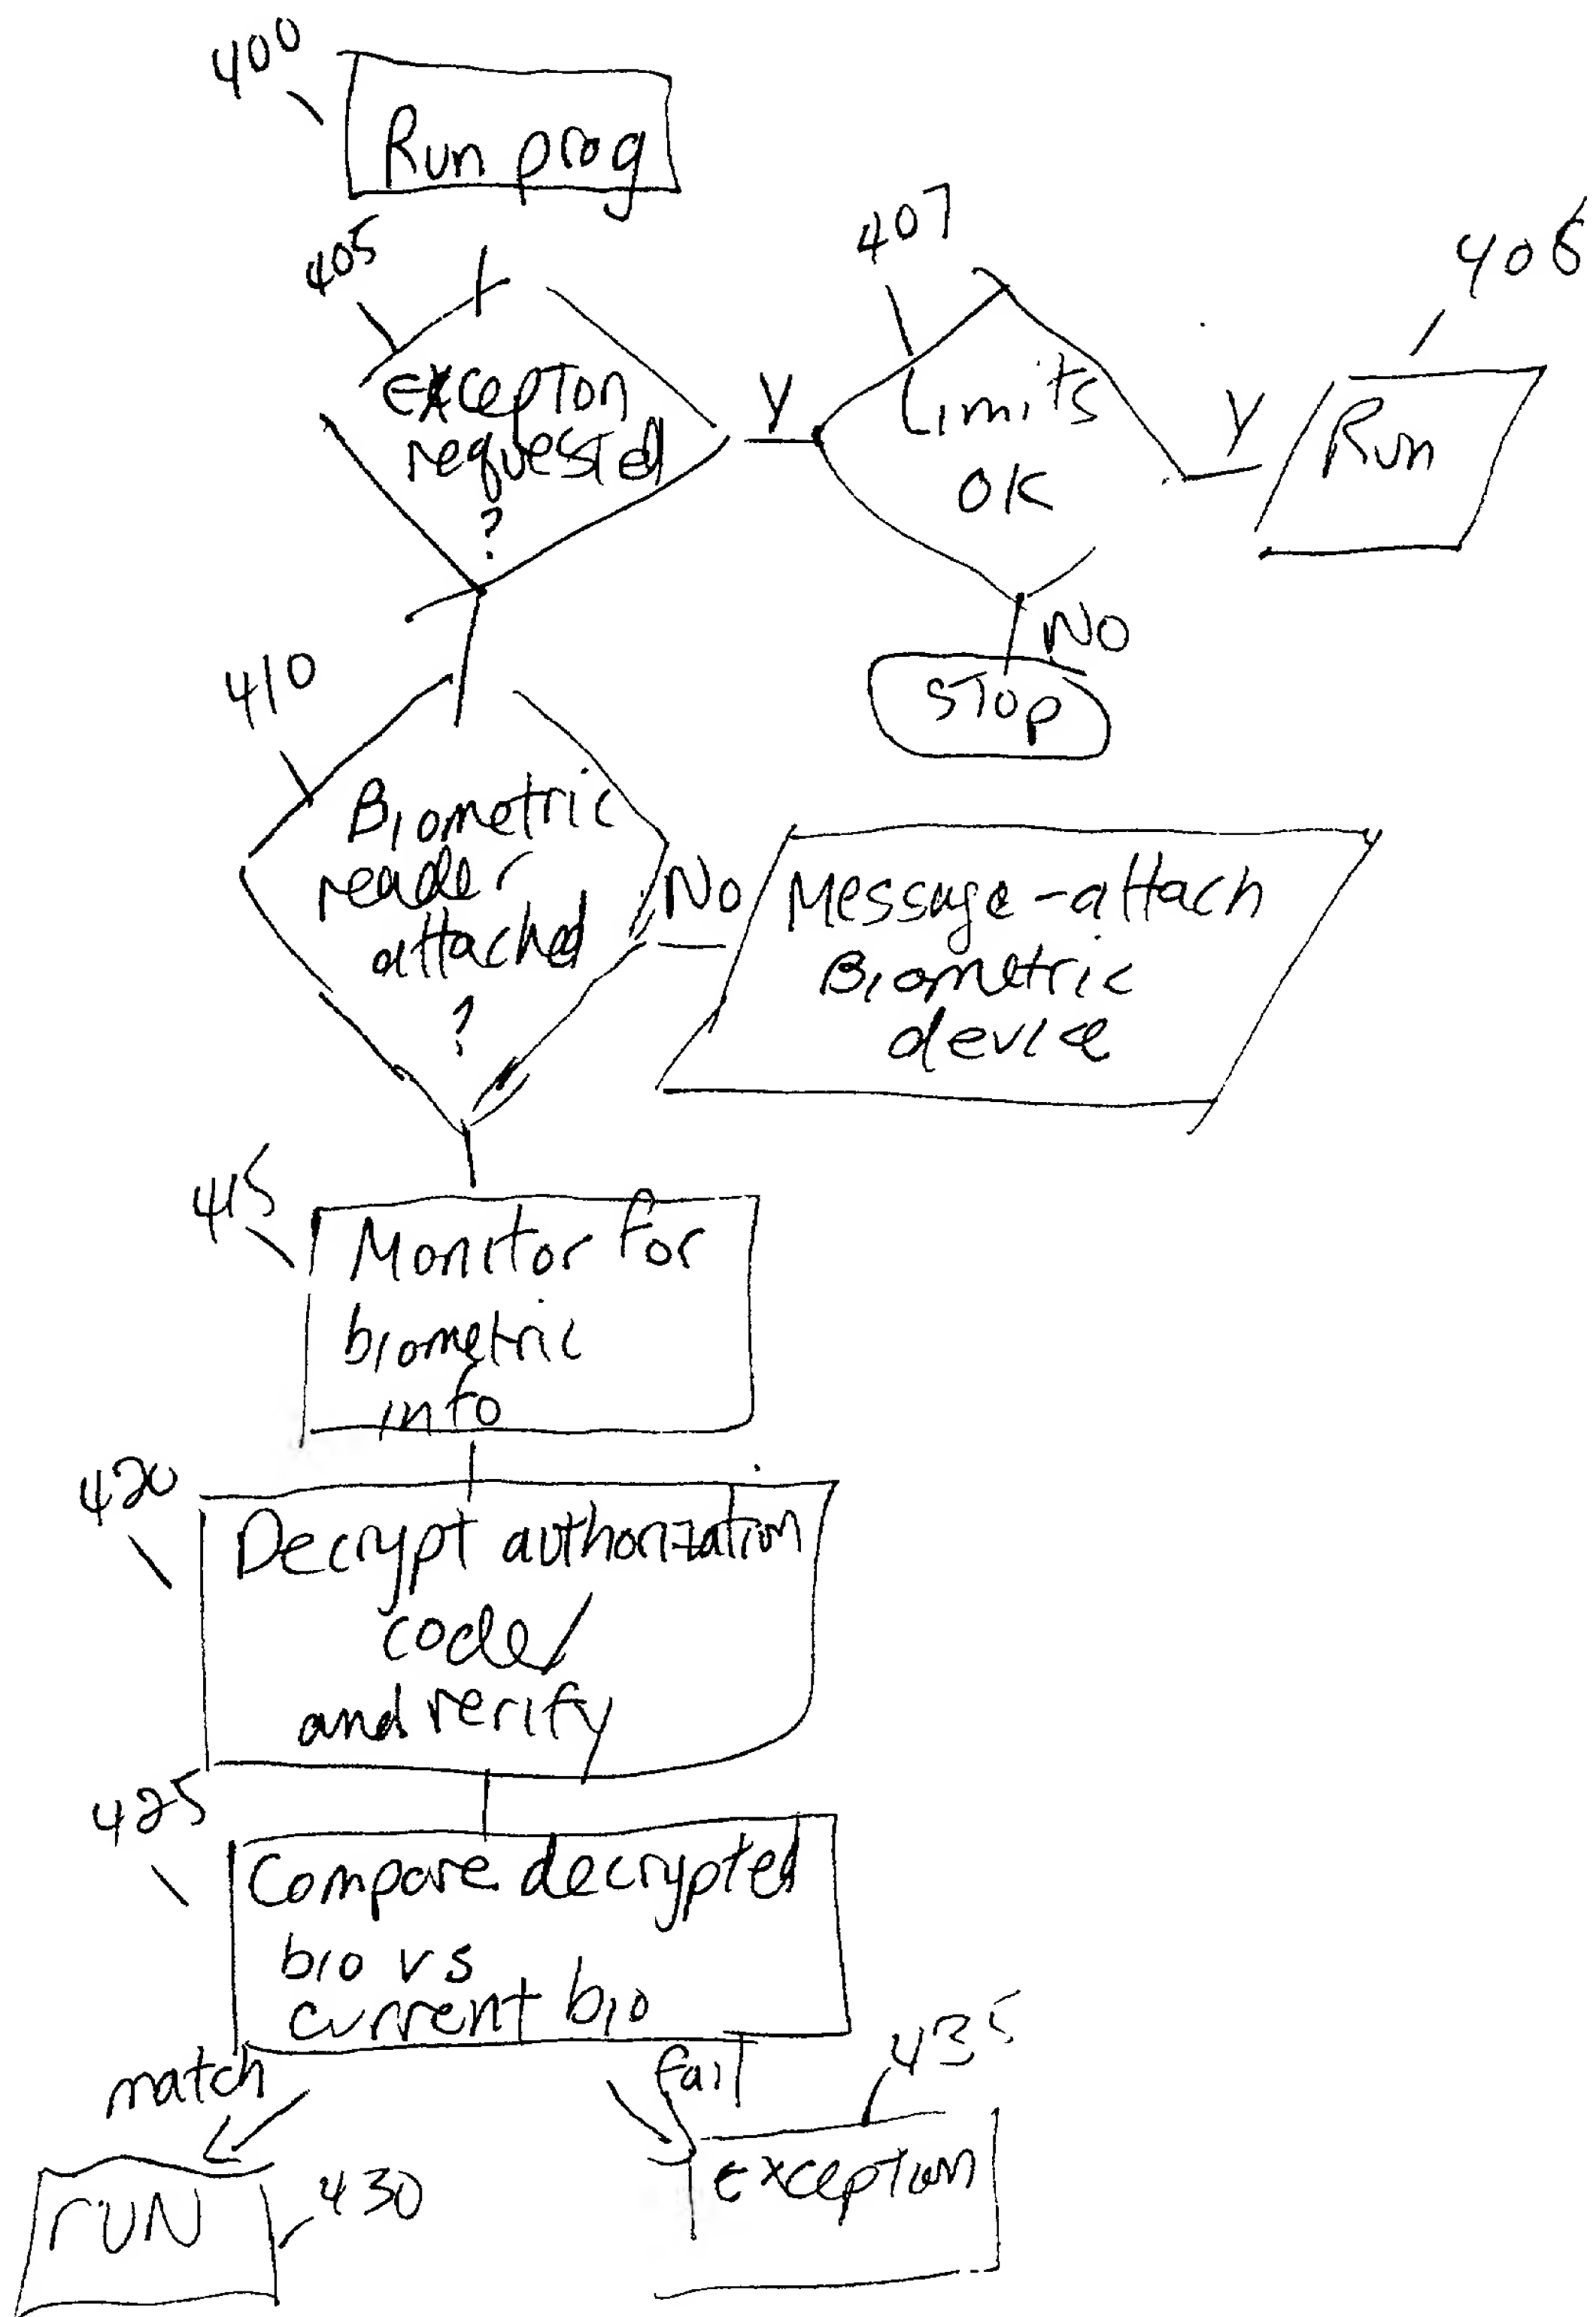 400
Run prog
405
excepton
requested
?
Y
407
Limits
OK
Y
406
Run
NO
STOP
410
Biometric
reader
attached
?
No
Message-attach
Biometric
device
415
Monitor for
biometric
info
420
Decrypt authorization
code/
and rerify
425
Compare decrypted
bio vs
current bio
match
fail
435
rUN
430
exception